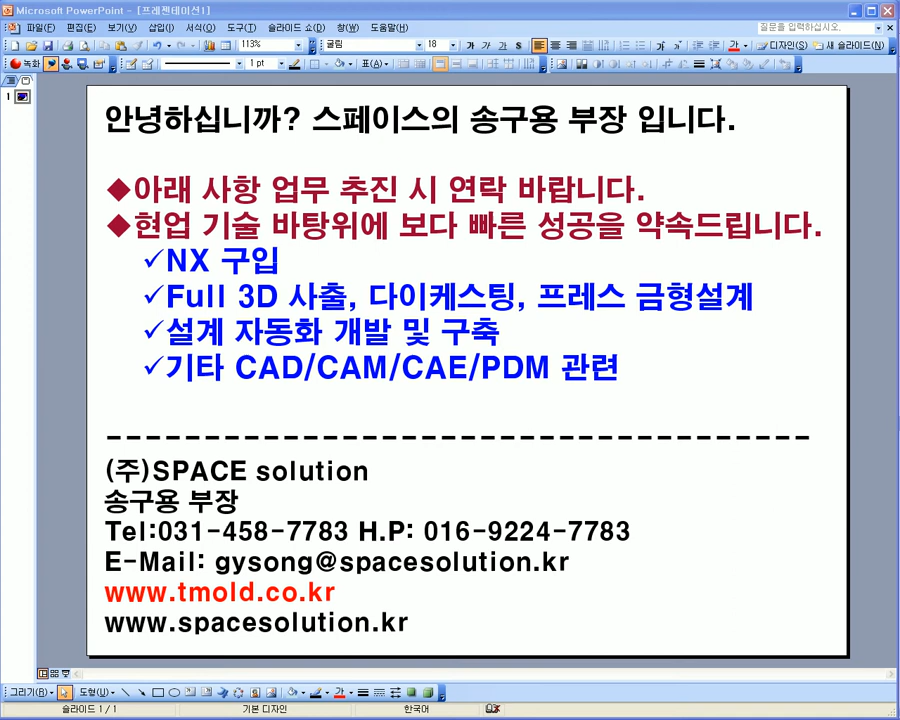 Microsoft PowerPoint - [프레젠테이션1]
파일(F) 편집(E) 보기(V) 삽입(I) 서식(O) 도구(T) 슬라이드 쇼(D) 창(W) 도움말(H) 질문을 입력하십시오.
113% 굴림 18 가 가 가 S 가 디자인(S) 새 슬라이드(N)
녹화 1 pt 표(A)
1
안녕하십니까? 스페이스의 송구용 부장 입니다.
◆아래 사항 업무 추진 시 연락 바랍니다.
◆현업 기술 바탕위에 보다 빠른 성공을 약속드립니다.
✓NX 구입
✓Full 3D 사출, 다이케스팅, 프레스 금형설계
✓설계 자동화 개발 및 구축
✓기타 CAD/CAM/CAE/PDM 관련
------------------------------------
(주)SPACE solution
송구용 부장
Tel:031-458-7783 H.P: 016-9224-7783
E-Mail: gysong@spacesolution.kr
www.tmold.co.kr
www.spacesolution.kr
그리기(R) 도형(U) 가
슬라이드 1 / 1 기본 디자인 한국어